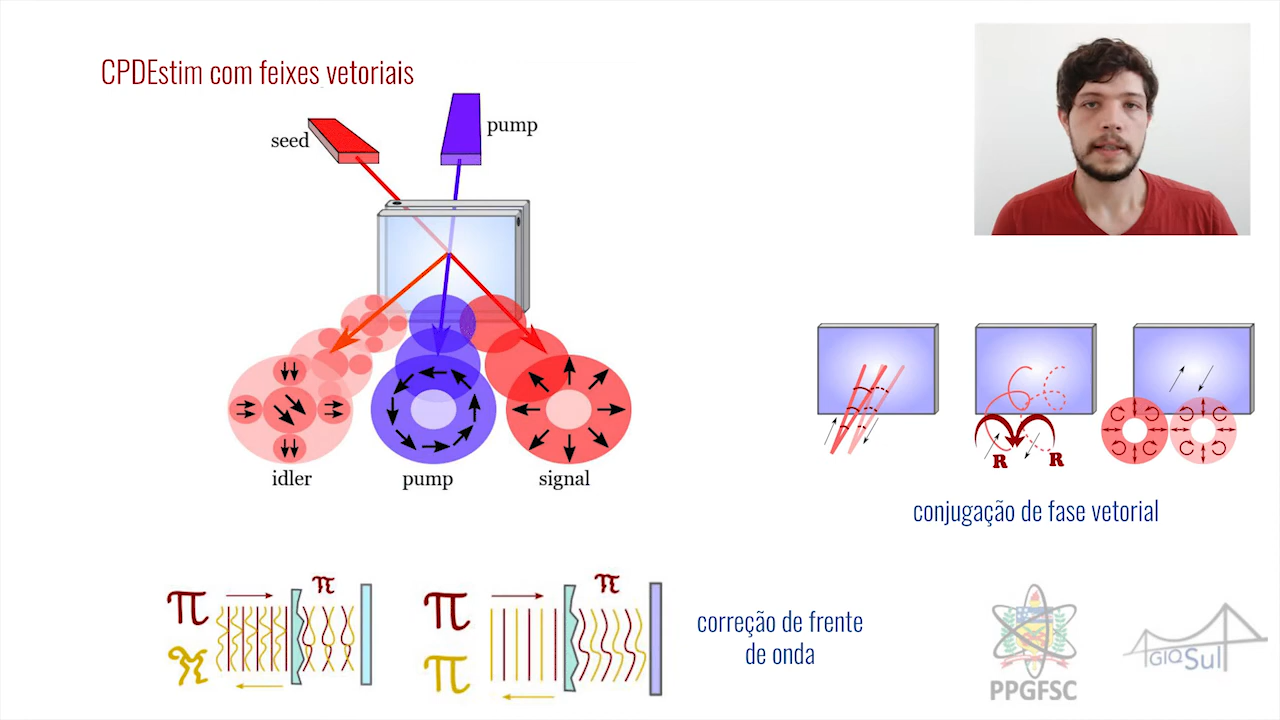 CPDEstim com feixes vetoriais
seed
pump
idler
pump
signal
R
R
conjugação de fase vetorial
π
π
π
π
π
π
correção de frente
de onda
PPGFSC
GIQSul